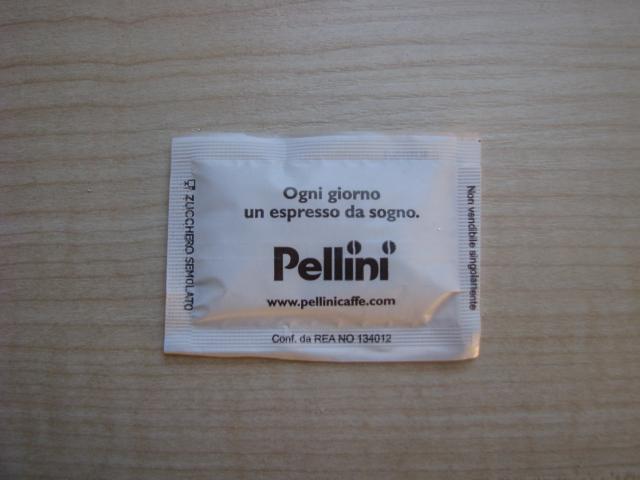 Ogni giorno
un espresso da sogno.
Pellini
www.pellinicaffe.com
Conf. da REA NO 134012
ZUCCHERO SEMOLATO
Non vendibile singolarmente